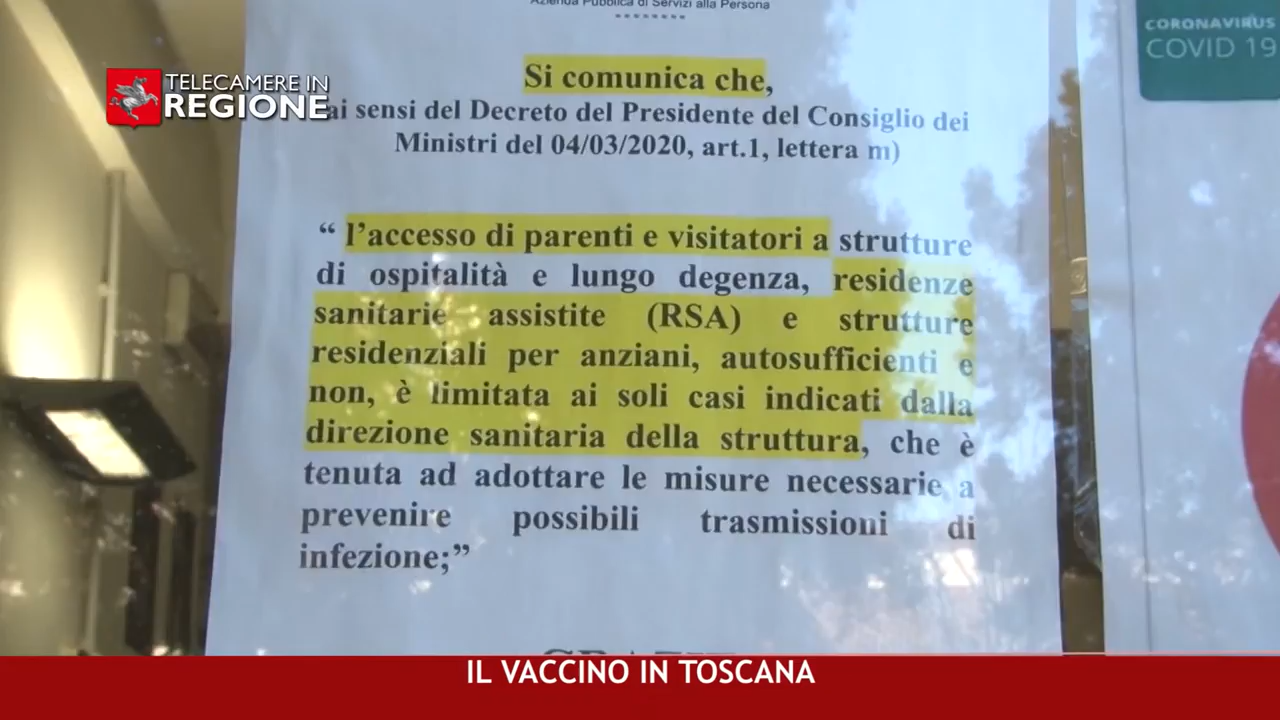 Azienda Pubblica di Servizi alla Persona
Si comunica che,
ai sensi del Decreto del Presidente del Consiglio dei
Ministri del 04/03/2020, art.1, lettera m)
“ l’accesso di parenti e visitatori a strutture
di ospitalità e lungo degenza, residenze
sanitarie assistite (RSA) e strutture
residenziali per anziani, autosufficienti e
non, è limitata ai soli casi indicati dalla
direzione sanitaria della struttura, che è
tenuta ad adottare le misure necessarie a
prevenire possibili trasmissioni di
infezione;”
CORONAVIRUS
COVID 19
TELECAMERE IN
REGIONE
IL VACCINO IN TOSCANA